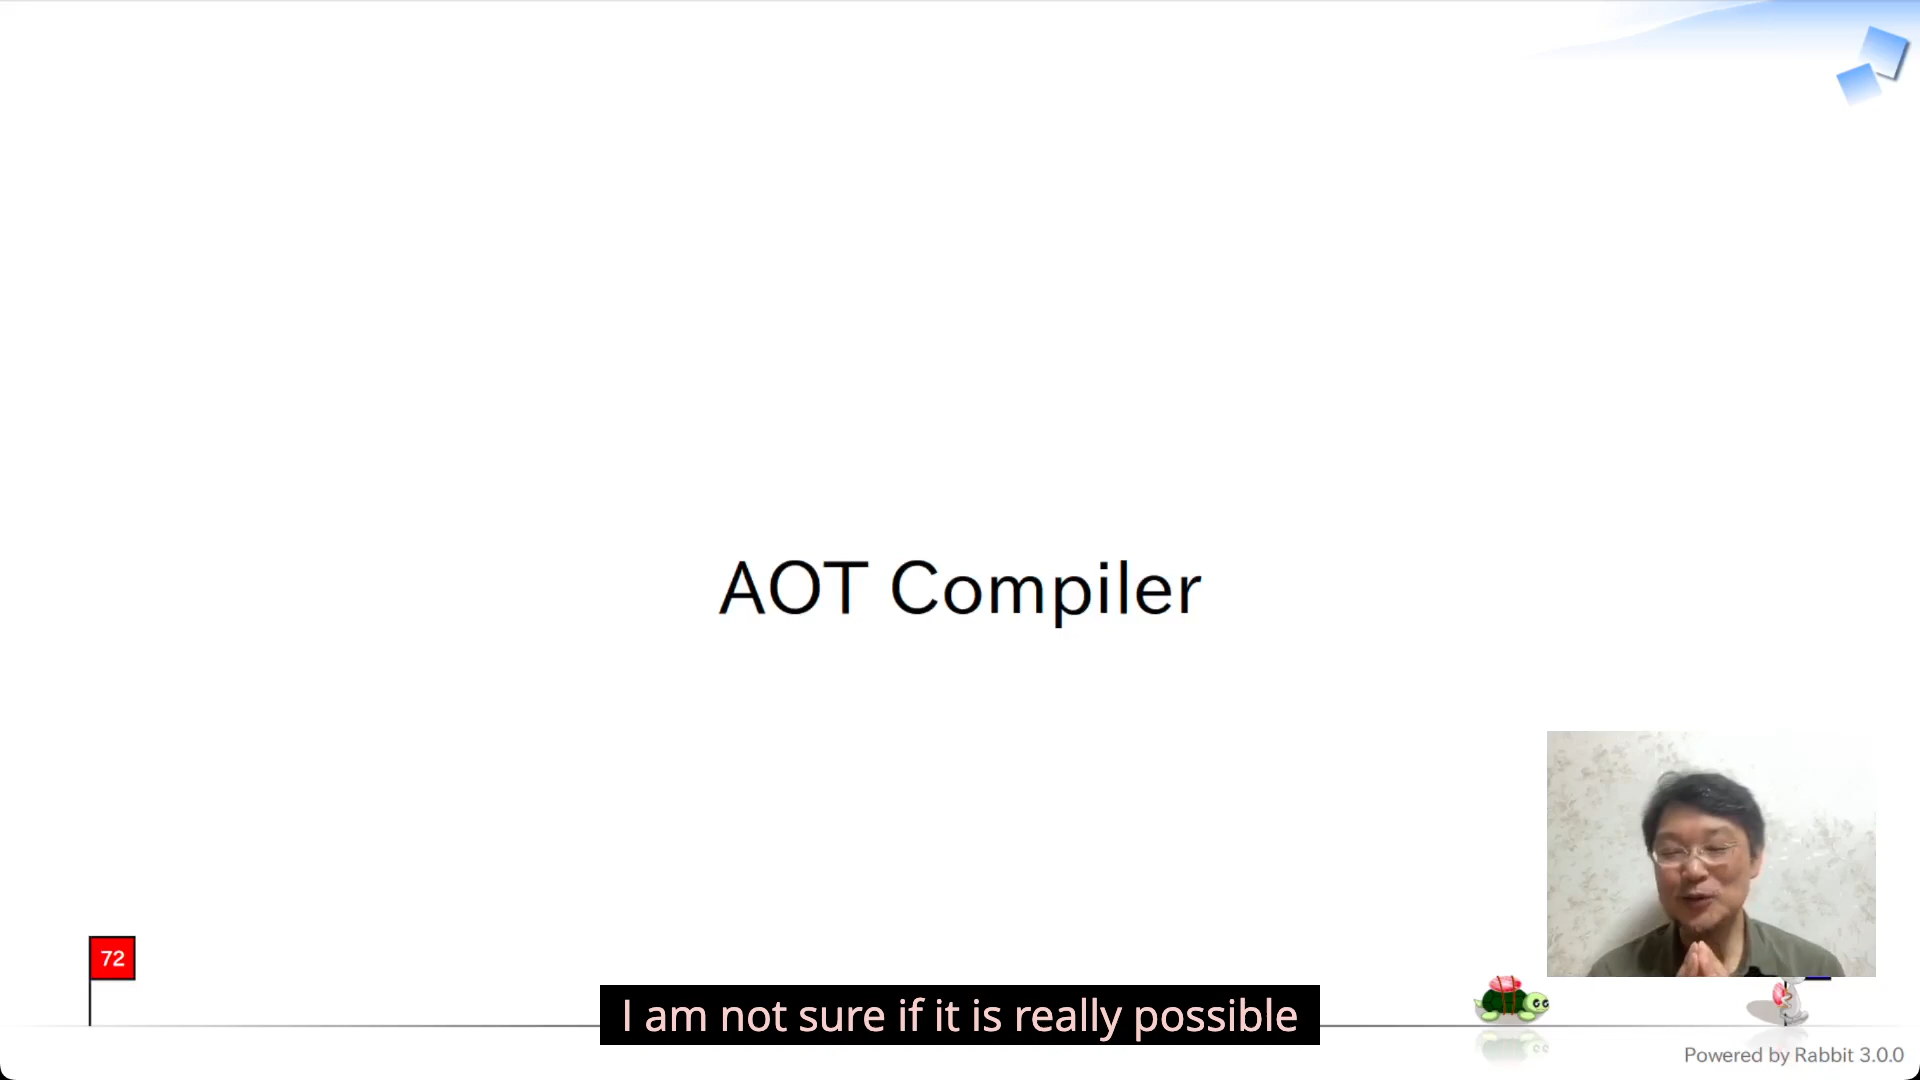 AOT Compiler
72
I am not sure if it is really possible
Powered by Rabbit 3.0.0